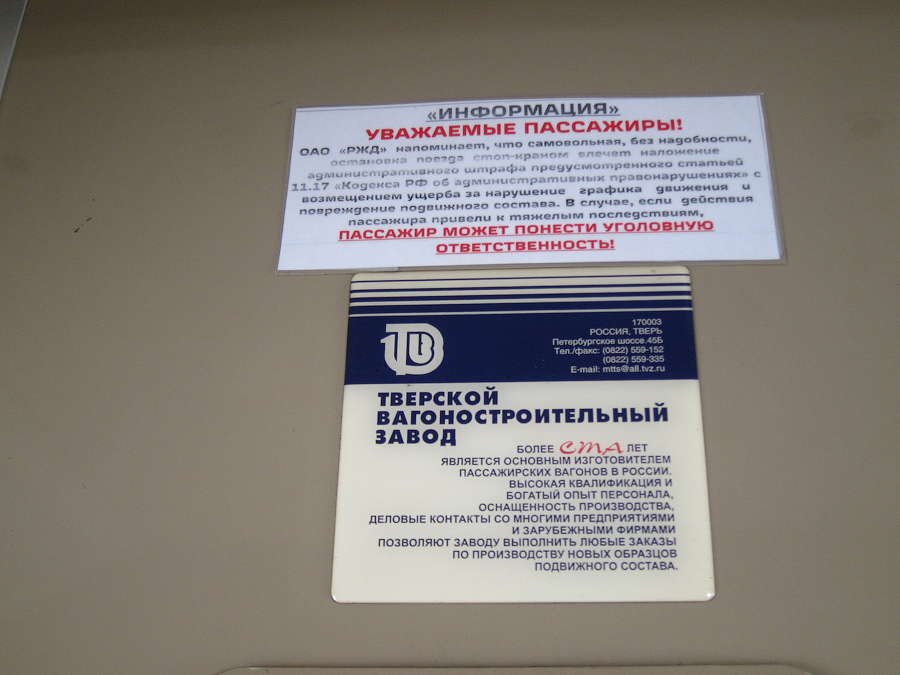 «ИНФОРМАЦИЯ»
УВАЖАЕМЫЕ ПАССАЖИРЫ!
ОАО «РЖД» напоминает, что самовольная, без надобности,
остановка поезда стоп-краном влечет наложение
административного штрафа предусмотренного статьей
11.17 «Кодекса РФ об административных правонарушениях» с
возмещением ущерба за нарушение графика движения и
повреждение подвижного состава. В случае, если действия
пассажира привели к тяжелым последствиям,
ПАССАЖИР МОЖЕТ ПОНЕСТИ УГОЛОВНУЮ
ОТВЕТСТВЕННОСТЬ!
ТВ
170003
РОССИЯ, ТВЕРЬ
Петербургское шоссе.45Б
Тел./факс: (0822) 559-152
(0822) 559-335
E-mail: mtts@all.tvz.ru
ТВЕРСКОЙ
ВАГОНОСТРОИТЕЛЬНЫЙ
ЗАВОД
БОЛЕЕ СТА ЛЕТ
ЯВЛЯЕТСЯ ОСНОВНЫМ ИЗГОТОВИТЕЛЕМ
ПАССАЖИРСКИХ ВАГОНОВ В РОССИИ.
ВЫСОКАЯ КВАЛИФИКАЦИЯ И
БОГАТЫЙ ОПЫТ ПЕРСОНАЛА,
ОСНАЩЕННОСТЬ ПРОИЗВОДСТВА,
ДЕЛОВЫЕ КОНТАКТЫ СО МНОГИМИ ПРЕДПРИЯТИЯМИ
И ЗАРУБЕЖНЫМИ ФИРМАМИ
ПОЗВОЛЯЮТ ЗАВОДУ ВЫПОЛНИТЬ ЛЮБЫЕ ЗАКАЗЫ
ПО ПРОИЗВОДСТВУ НОВЫХ ОБРАЗЦОВ
ПОДВИЖНОГО СОСТАВА.